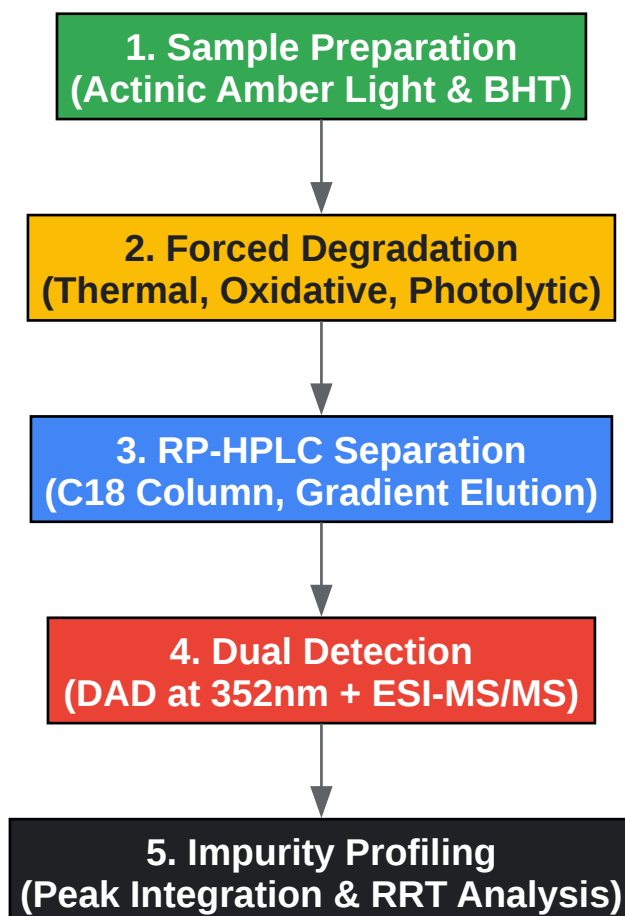 1. Sample Preparation
(Actinic Amber Light & BHT)
2. Forced Degradation
(Thermal, Oxidative, Photolytic)
3. RP-HPLC Separation
(C18 Column, Gradient Elution)
4. Dual Detection
(DAD at 352nm + ESI-MS/MS)
5. Impurity Profiling
(Peak Integration & RRT Analysis)